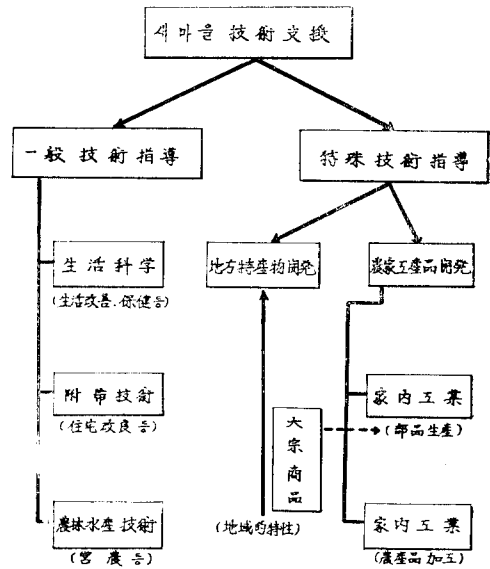 새마을 技術支援
一般技術指導
特殊技術指導
生活科学
(生活改善.保健등)
地方特産物開発
農家工産品開発
附帶技術
(住宅改良등)
家内工業
(部品生産)
大宗商品
農林水産技術
(営農등)
(地域的特性)
家内工業
(農産品加工)